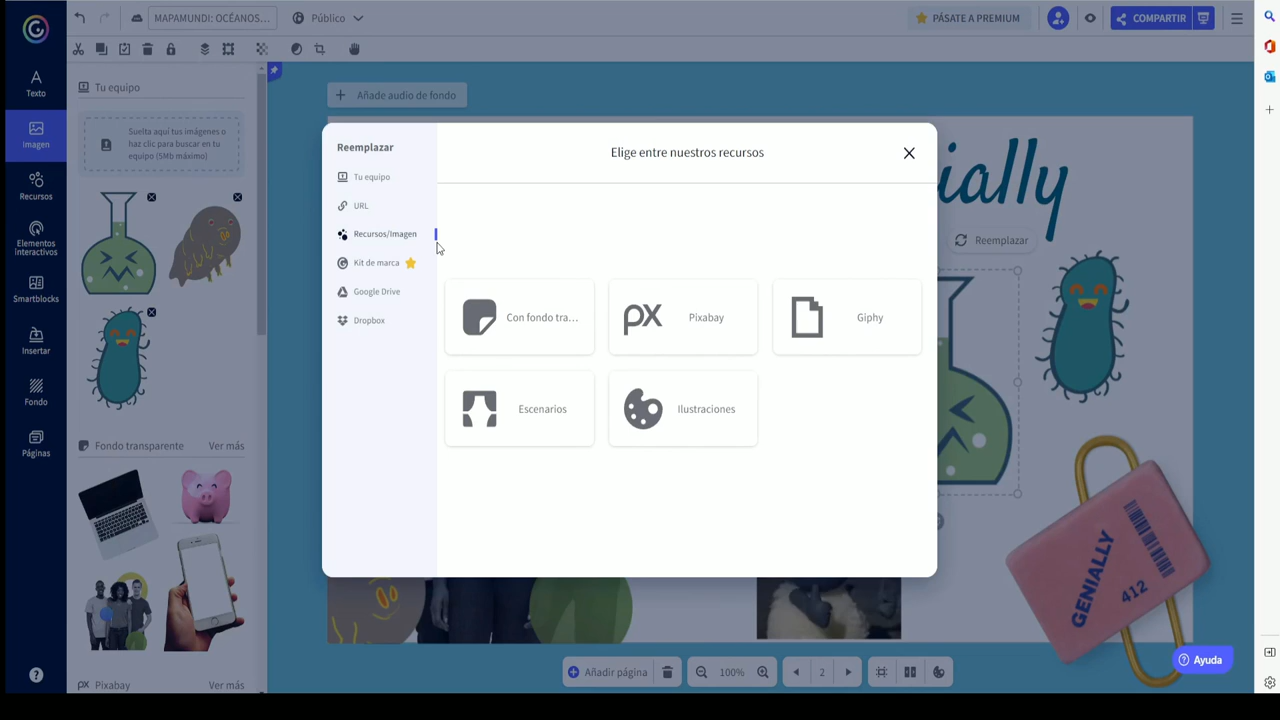 MAPAMUNDI: OCÉANOS...
Público
PÁSATE A PREMIUM
COMPARTIR
Texto
Imagen
Recursos
Elementos
interactivos
Smartblocks
Insertar
Fondo
Páginas
Tu equipo
Suelta aquí tus imágenes o
haz clic para buscar en tu
equipo (5Mb máximo)
Fondo transparente
Ver más
Pixabay
Ver más
Añade audio de fondo
ially
Reemplazar
Reemplazar
Tu equipo
URL
Recursos/Imagen
Kit de marca
Google Drive
Dropbox
Elige entre nuestros recursos
Con fondo tra...
px
Pixabay
Giphy
Escenarios
Ilustraciones
GENIALLY
412
Añadir página
100%
2
Ayuda